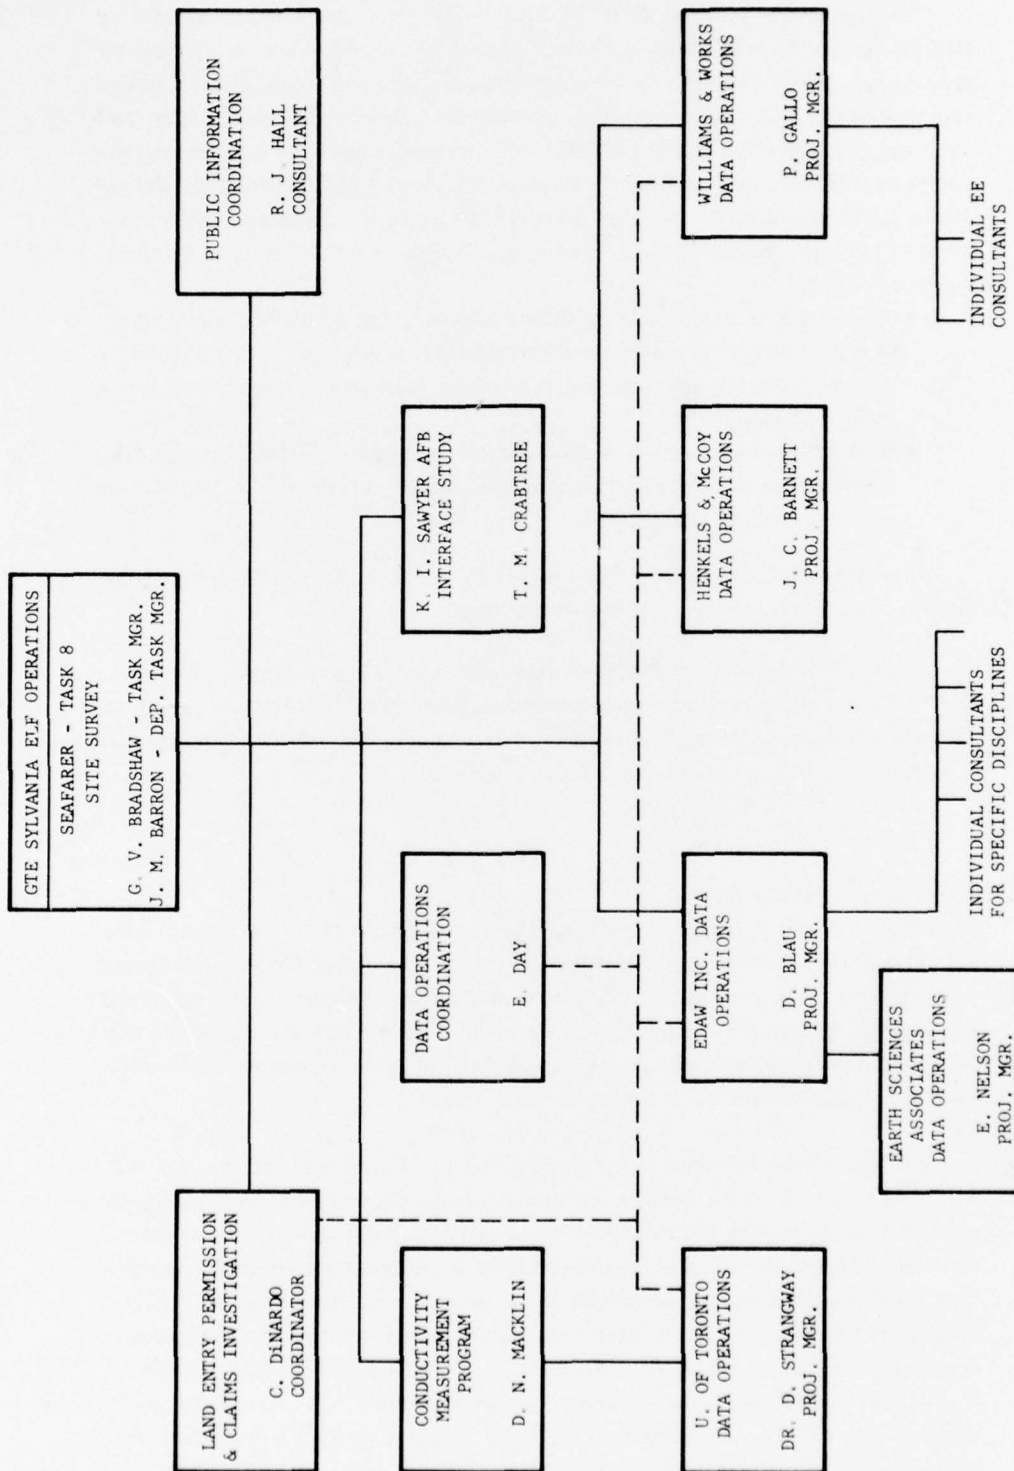 GTE SYLVANIA ELF OPERATIONS
SEAFARER - TASK 8
SITE SURVEY
G. V. BRADSHAW - TASK MGR.
J. M. BARRON - DEP. TASK MGR.
LAND ENTRY PERMISSION
& CLAIMS INVESTIGATION
C. DiNARDO
COORDINATOR
PUBLIC INFORMATION
COORDINATION
R. J. HALL
CONSULTANT
CONDUCTIVITY
MEASUREMENT
PROGRAM
D. N. MACKLIN
DATA OPERATIONS
COORDINATION
E. DAY
K. I. SAWYER AFB
INTERFACE STUDY
T. M. CRABTREE
U. OF TORONTO
DATA OPERATIONS
DR. D. STRANGWAY
PROJ. MGR.
EDAW INC. DATA
OPERATIONS
D. BLAU
PROJ. MGR.
HENKELS & McCOY
DATA OPERATIONS
J. C. BARNETT
PROJ. MGR.
WILLIAMS & WORKS
DATA OPERATIONS
P. GALLO
PROJ. MGR.
EARTH SCIENCES
ASSOCIATES
DATA OPERATIONS
E. NELSON
PROJ. MGR.
INDIVIDUAL CONSULTANTS
FOR SPECIFIC DISCIPLINES
INDIVIDUAL EE
CONSULTANTS